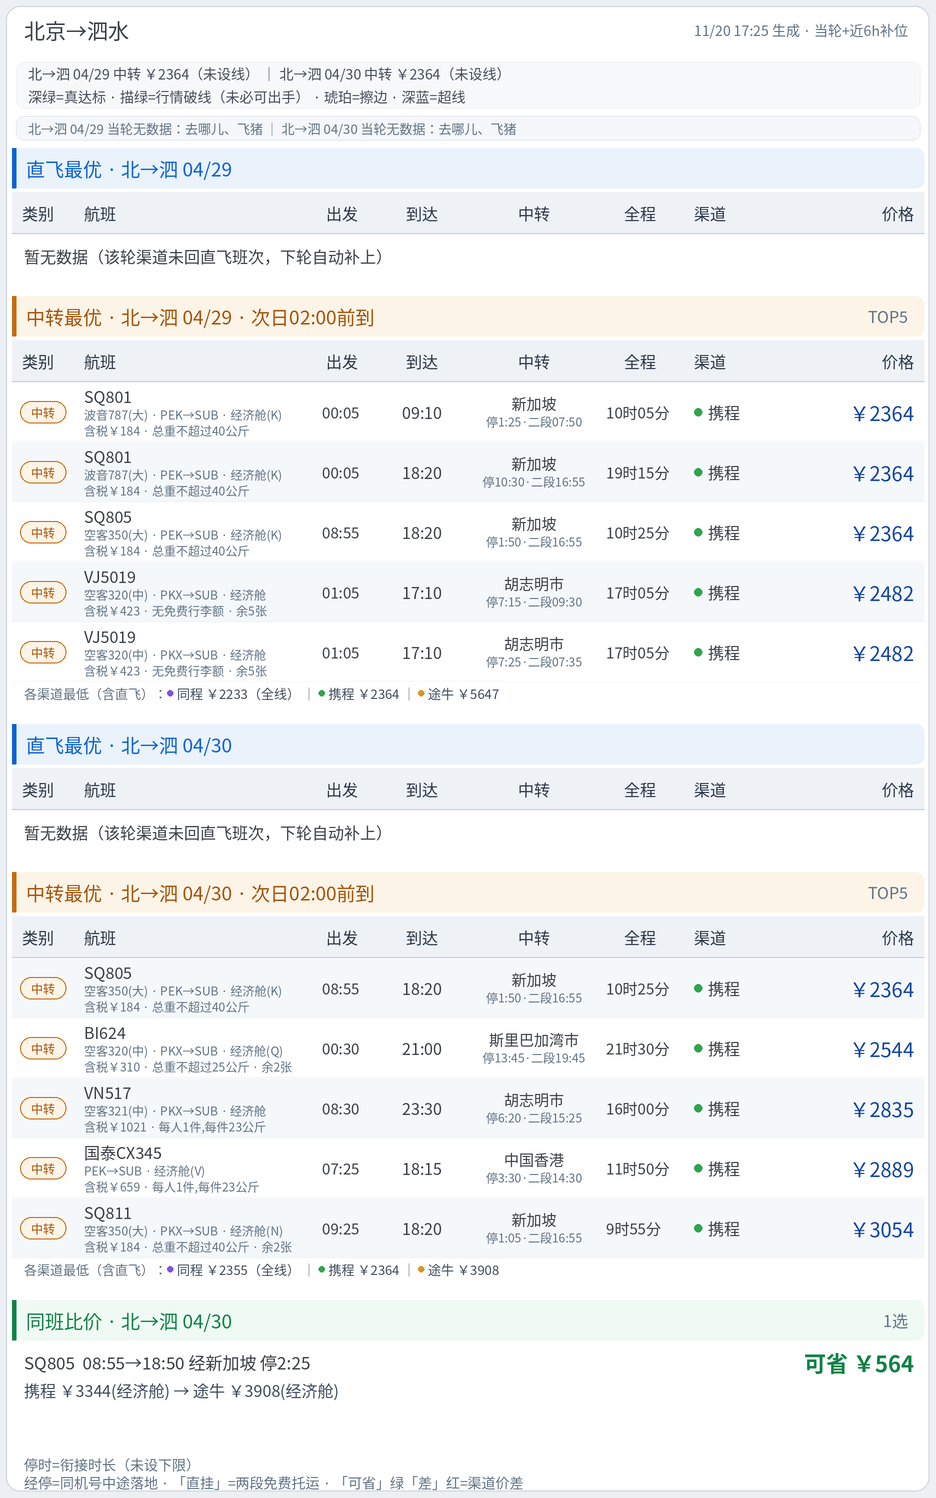 北京→泗水
11/20 17:25 生成 · 当轮+近6h补位
北→泗 04/29 中转 ￥2364（未设线） ｜ 北→泗 04/30 中转 ￥2364（未设线）
深绿=真达标 · 描绿=行情破线（未必可出手） · 琥珀=擦边 · 深蓝=超线
北→泗 04/29 当轮无数据：去哪儿、飞猪 ｜ 北→泗 04/30 当轮无数据：去哪儿、飞猪
直飞最优 · 北→泗 04/29
类别 航班 出发 到达 中转 全程 渠道 价格
暂无数据（该轮渠道未回直飞班次，下轮自动补上）
中转最优 · 北→泗 04/29 · 次日02:00前到 TOP5
类别 航班 出发 到达 中转 全程 渠道 价格
SQ801
中转 波音787(大) · PEK→SUB · 经济舱(K) 00:05 09:10 新加坡 10时05分 携程 ￥2364
含税￥184 · 总重不超过40公斤 停1:25·二段07:50
SQ801
中转 波音787(大) · PEK→SUB · 经济舱(K) 00:05 18:20 新加坡 19时15分 携程 ￥2364
含税￥184 · 总重不超过40公斤 停10:30·二段16:55
SQ805
中转 空客350(大) · PEK→SUB · 经济舱(K) 08:55 18:20 新加坡 10时25分 携程 ￥2364
含税￥184 · 总重不超过40公斤 停1:50·二段16:55
VJ5019
中转 空客320(中) · PKX→SUB · 经济舱 01:05 17:10 胡志明市 17时05分 携程 ￥2482
含税￥423 · 无免费行李额 · 余5张 停7:15·二段09:30
VJ5019
中转 空客320(中) · PKX→SUB · 经济舱 01:05 17:10 胡志明市 17时05分 携程 ￥2482
含税￥423 · 无免费行李额 · 余5张 停7:25·二段07:35
各渠道最低（含直飞）： 同程 ￥2233（全线） ｜ 携程 ￥2364 ｜ 途牛 ￥5647
直飞最优 · 北→泗 04/30
类别 航班 出发 到达 中转 全程 渠道 价格
暂无数据（该轮渠道未回直飞班次，下轮自动补上）
中转最优 · 北→泗 04/30 · 次日02:00前到 TOP5
类别 航班 出发 到达 中转 全程 渠道 价格
SQ805
中转 空客350(大) · PEK→SUB · 经济舱(K) 08:55 18:20 新加坡 10时25分 携程 ￥2364
含税￥184 · 总重不超过40公斤 停1:50·二段16:55
BI624
中转 空客320(中) · PKX→SUB · 经济舱(Q) 00:30 21:00 斯里巴加湾市 21时30分 携程 ￥2544
含税￥310 · 总重不超过25公斤 · 余2张 停13:45·二段19:45
VN517
中转 空客321(中) · PKX→SUB · 经济舱 08:30 23:30 胡志明市 16时00分 携程 ￥2835
含税￥1021 · 每人1件,每件23公斤 停6:20·二段15:25
国泰CX345
中转 PEK→SUB · 经济舱(V) 07:25 18:15 中国香港 11时50分 携程 ￥2889
含税￥659 · 每人1件,每件23公斤 停3:30·二段14:30
SQ811
中转 空客350(大) · PKX→SUB · 经济舱(N) 09:25 18:20 新加坡 9时55分 携程 ￥3054
含税￥184 · 总重不超过40公斤 · 余2张 停1:05·二段16:55
各渠道最低（含直飞）： 同程 ￥2355（全线） ｜ 携程 ￥2364 ｜ 途牛 ￥3908
同班比价 · 北→泗 04/30 1选
SQ805 08:55→18:50 经新加坡 停2:25 可省 ￥564
携程 ￥3344(经济舱) → 途牛 ￥3908(经济舱)
停时=衔接时长（未设下限）
经停=同机号中途落地 · 「直挂」=两段免费托运 · 「可省」绿「差」红=渠道价差